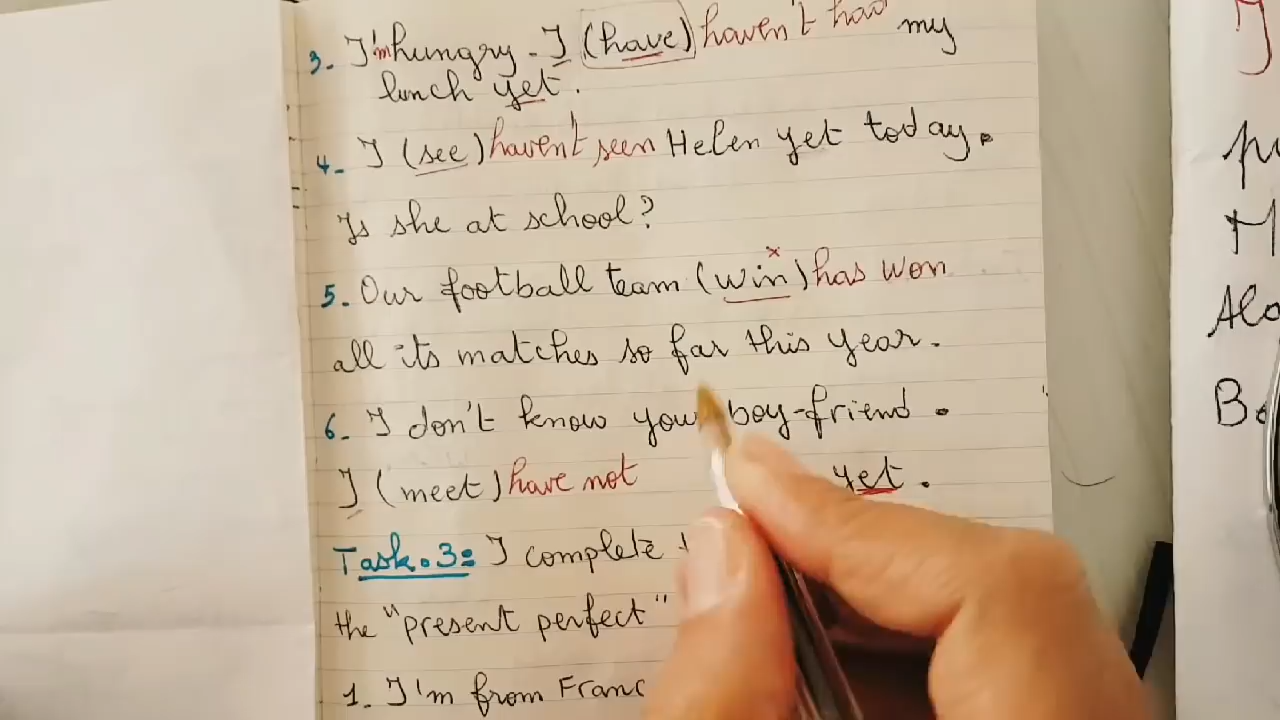 3. I'm hungry. I (have) haven't had my
lunch yet.
4. I (see) haven't seen Helen yet today.
Is she at school?
5. Our football team (win) has won
all its matches so far this year.
6. I don't know your boy-friend.
I (meet) have not yet.
Task.3: I complete
the "present perfect"
1. I'm from Franc